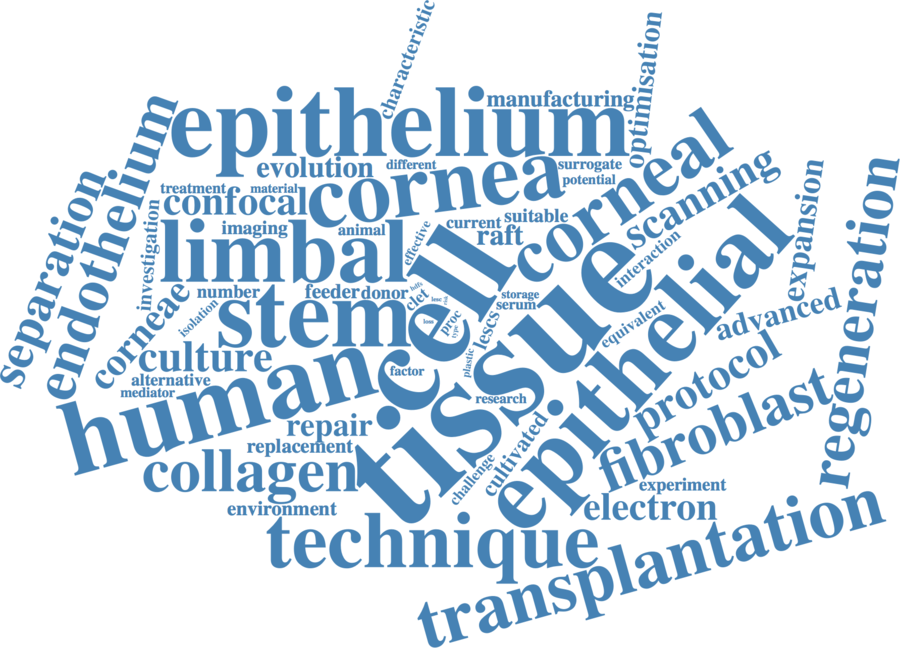 characteristic
optimisation
epithelium
manufacturing
endothelium
separation
evolution
different
surrogate
potential
cornea
corneal
scanning
treatment
material
confocal
investigation
imaging
animal
effective
current
suitable
raft
limbal
cell
interaction
expansion
regeneration
number
feeder
donor
hdfs
clet
lmsc
storage
serum
isolation
corneae
stem
proc
type
lescs
tissue
equivalent
epithelial
advanced
culture
alternative
mediator
human
factor
plastic
research
protocol
fibroblast
repair
replacement
collagen
challenge
cultivated
experiment
environment
electron
technique
transplantation